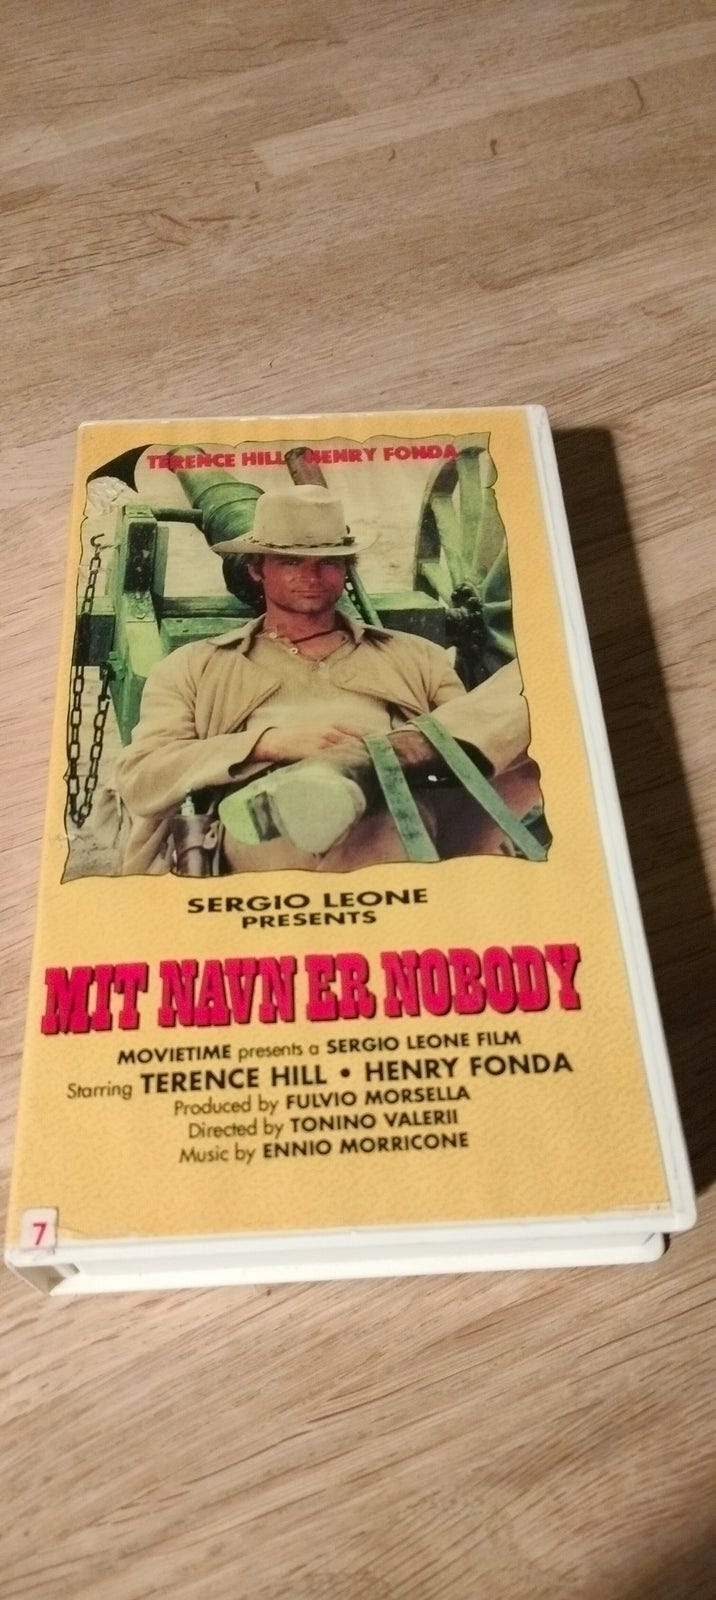 TERENCE HILL HENRY FONDA
SERGIO LEONE
PRESENTS
MIT NAVN ER NOBODY
MOVIETIME presents a SERGIO LEONE FILM
Starring TERENCE HILL • HENRY FONDA
Produced by FULVIO MORSELLA
Directed by TONINO VALERII
Music by ENNIO MORRICONE
7